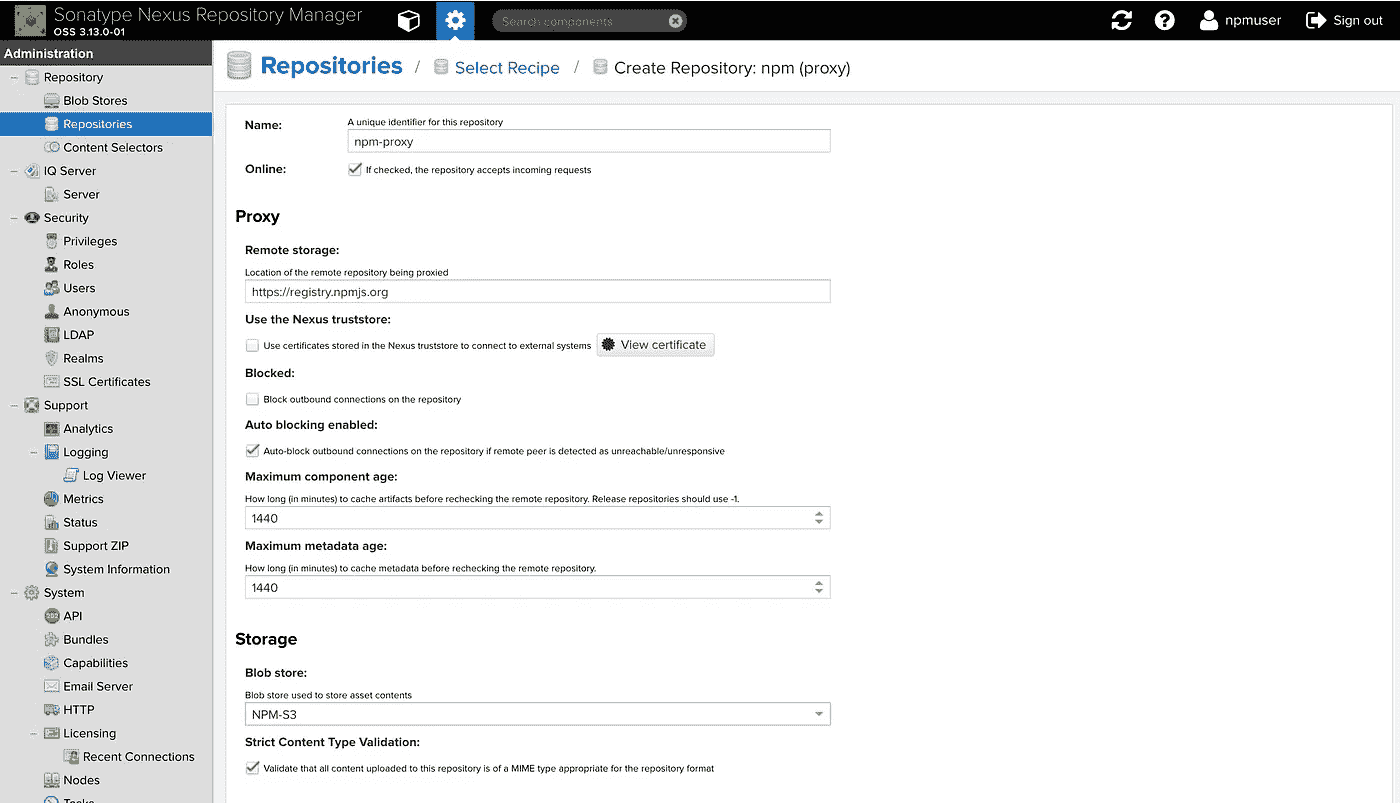 Sonatype Nexus Repository Manager
OSS 3.13.0-01
Search components
npmuser
Sign out
Administration
Repository
Blob Stores
Repositories
Content Selectors
IQ Server
Server
Security
Privileges
Roles
Users
Anonymous
LDAP
Realms
SSL Certificates
Support
Analytics
Logging
Log Viewer
Metrics
Status
Support ZIP
System Information
System
API
Bundles
Capabilities
Email Server
HTTP
Licensing
Recent Connections
Nodes
Tasks
Repositories / Select Recipe / Create Repository: npm (proxy)
Name:
A unique identifier for this repository
npm-proxy
Online:
If checked, the repository accepts incoming requests
Proxy
Remote storage:
Location of the remote repository being proxied
https://registry.npmjs.org
Use the Nexus truststore:
Use certificates stored in the Nexus truststore to connect to external systems
View certificate
Blocked:
Block outbound connections on the repository
Auto blocking enabled:
Auto-block outbound connections on the repository if remote peer is detected as unreachable/unresponsive
Maximum component age:
How long (in minutes) to cache artifacts before rechecking the remote repository. Release repositories should use -1.
1440
Maximum metadata age:
How long (in minutes) to cache metadata before rechecking the remote repository.
1440
Storage
Blob store:
Blob store used to store asset contents
NPM-S3
Strict Content Type Validation:
Validate that all content uploaded to this repository is of a MIME type appropriate for the repository format